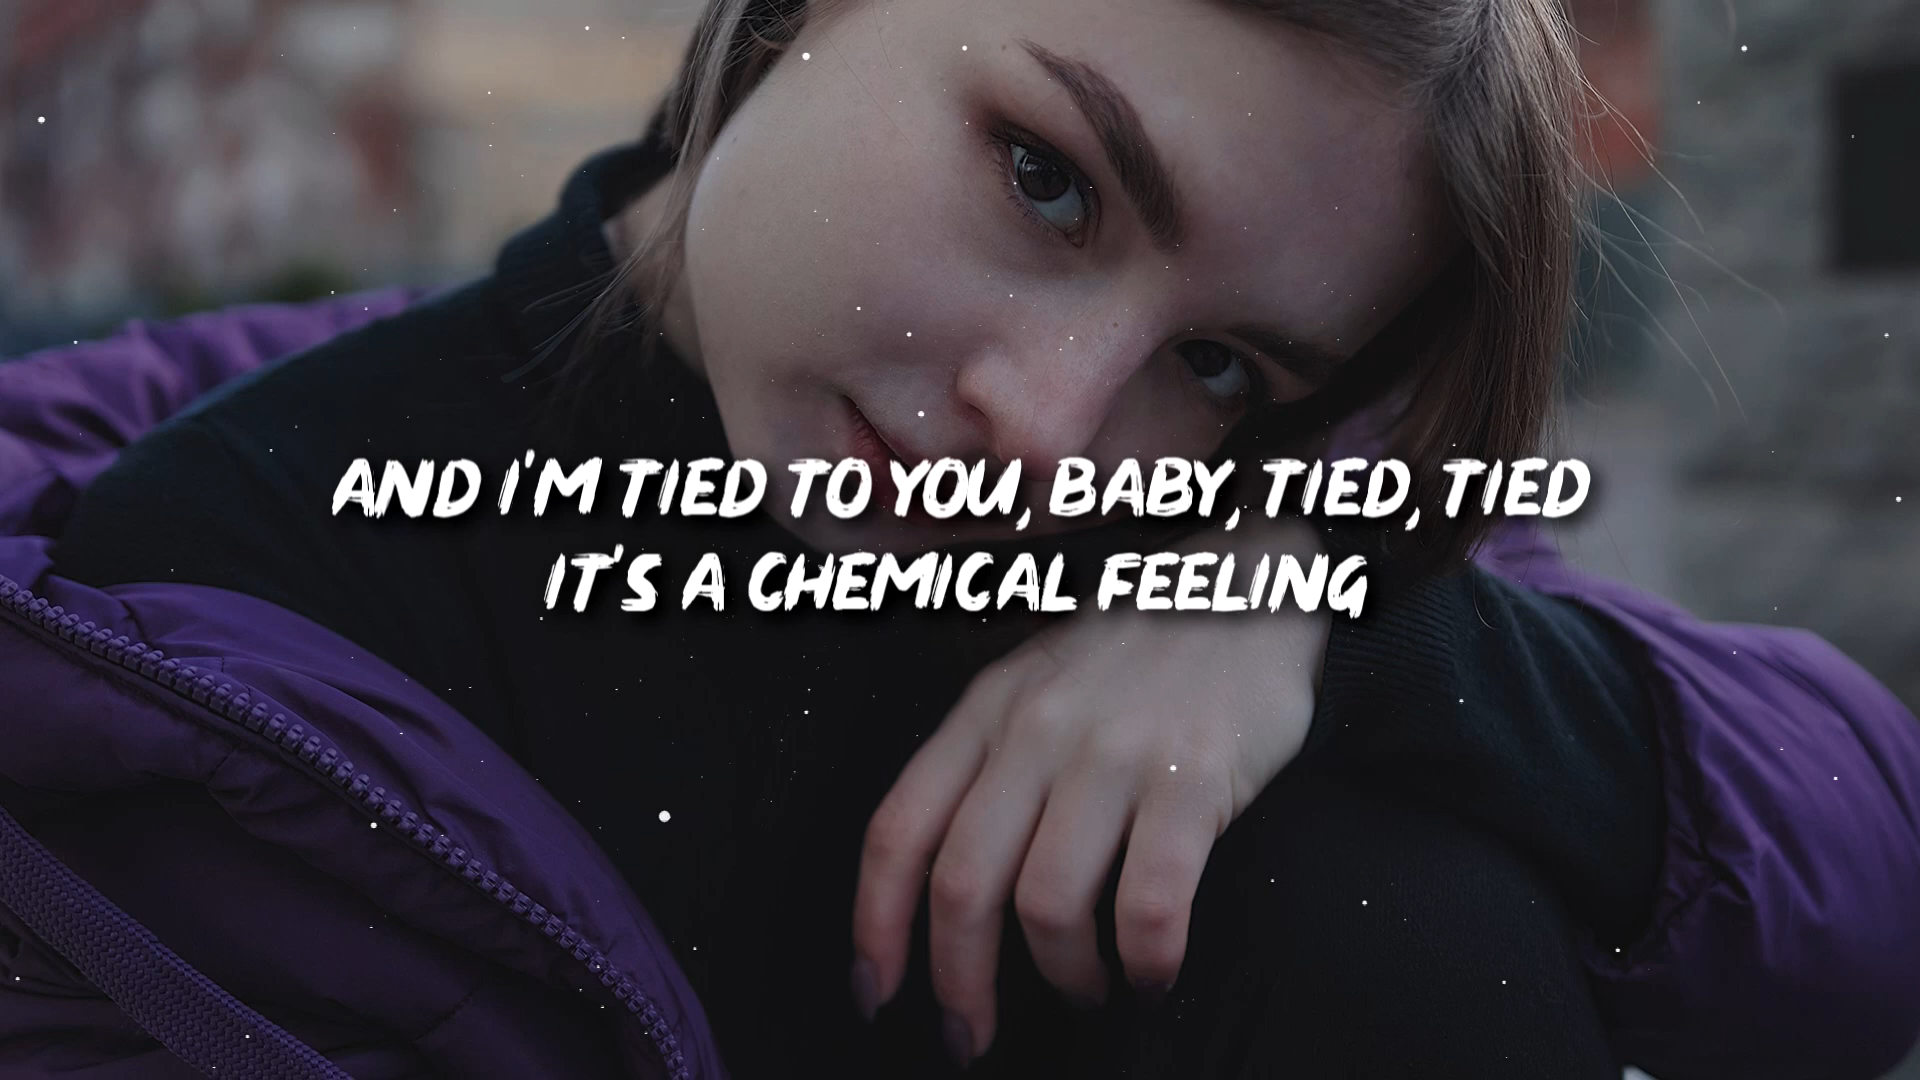 AND I'M TIED TO YOU, BABY, TIED, TIED
IT'S A CHEMICAL FEELING